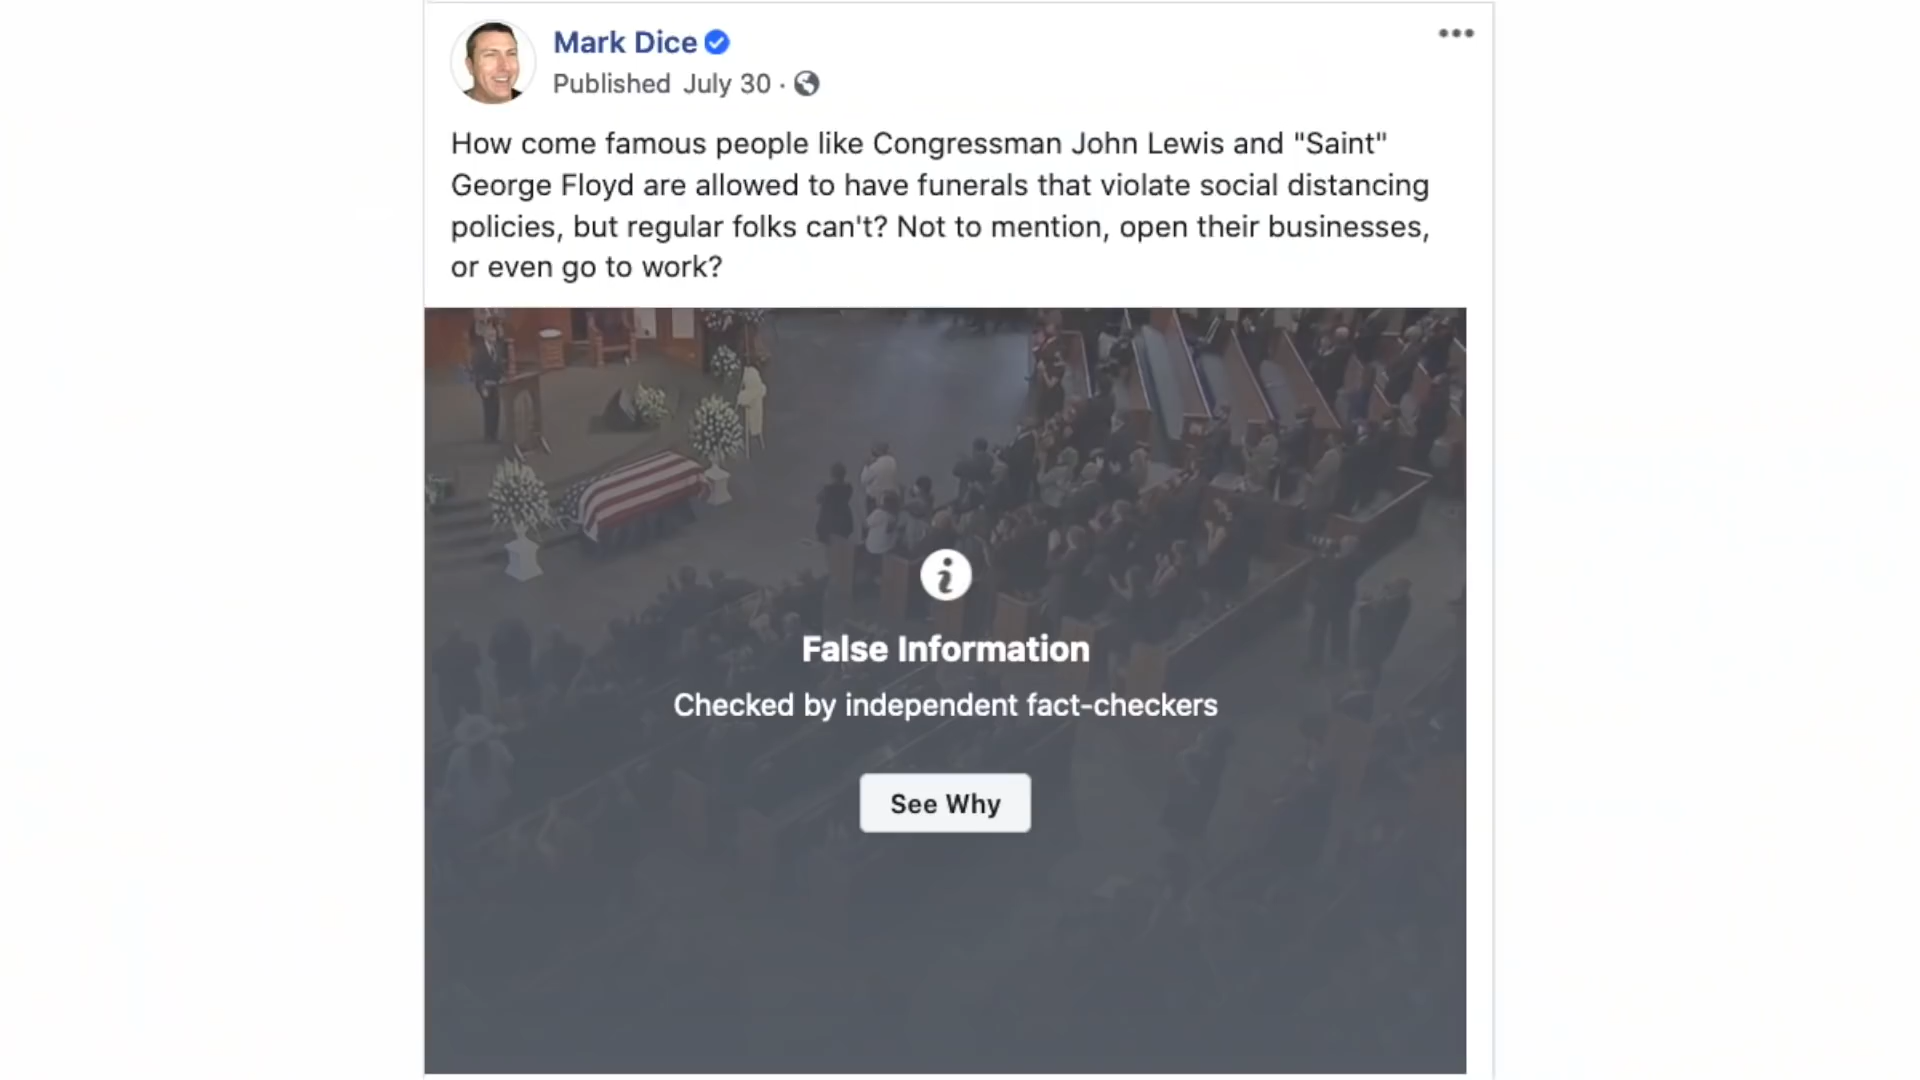 Mark Dice
Published July 30 ·
How come famous people like Congressman John Lewis and "Saint"
George Floyd are allowed to have funerals that violate social distancing
policies, but regular folks can't? Not to mention, open their businesses,
or even go to work?
False Information
Checked by independent fact-checkers
See Why